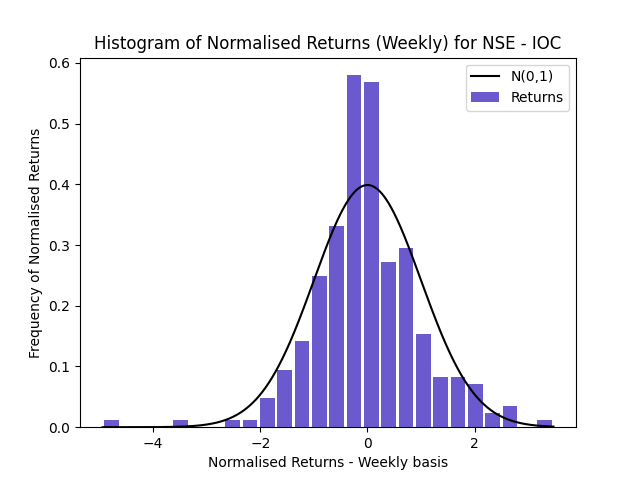 Histogram of Normalised Returns (Weekly) for NSE - IOC
N(0,1)
Returns
Frequency of Normalised Returns
0.6
0.5
0.4
0.3
0.2
0.1
0.0
−4 −2 0 2
Normalised Returns - Weekly basis